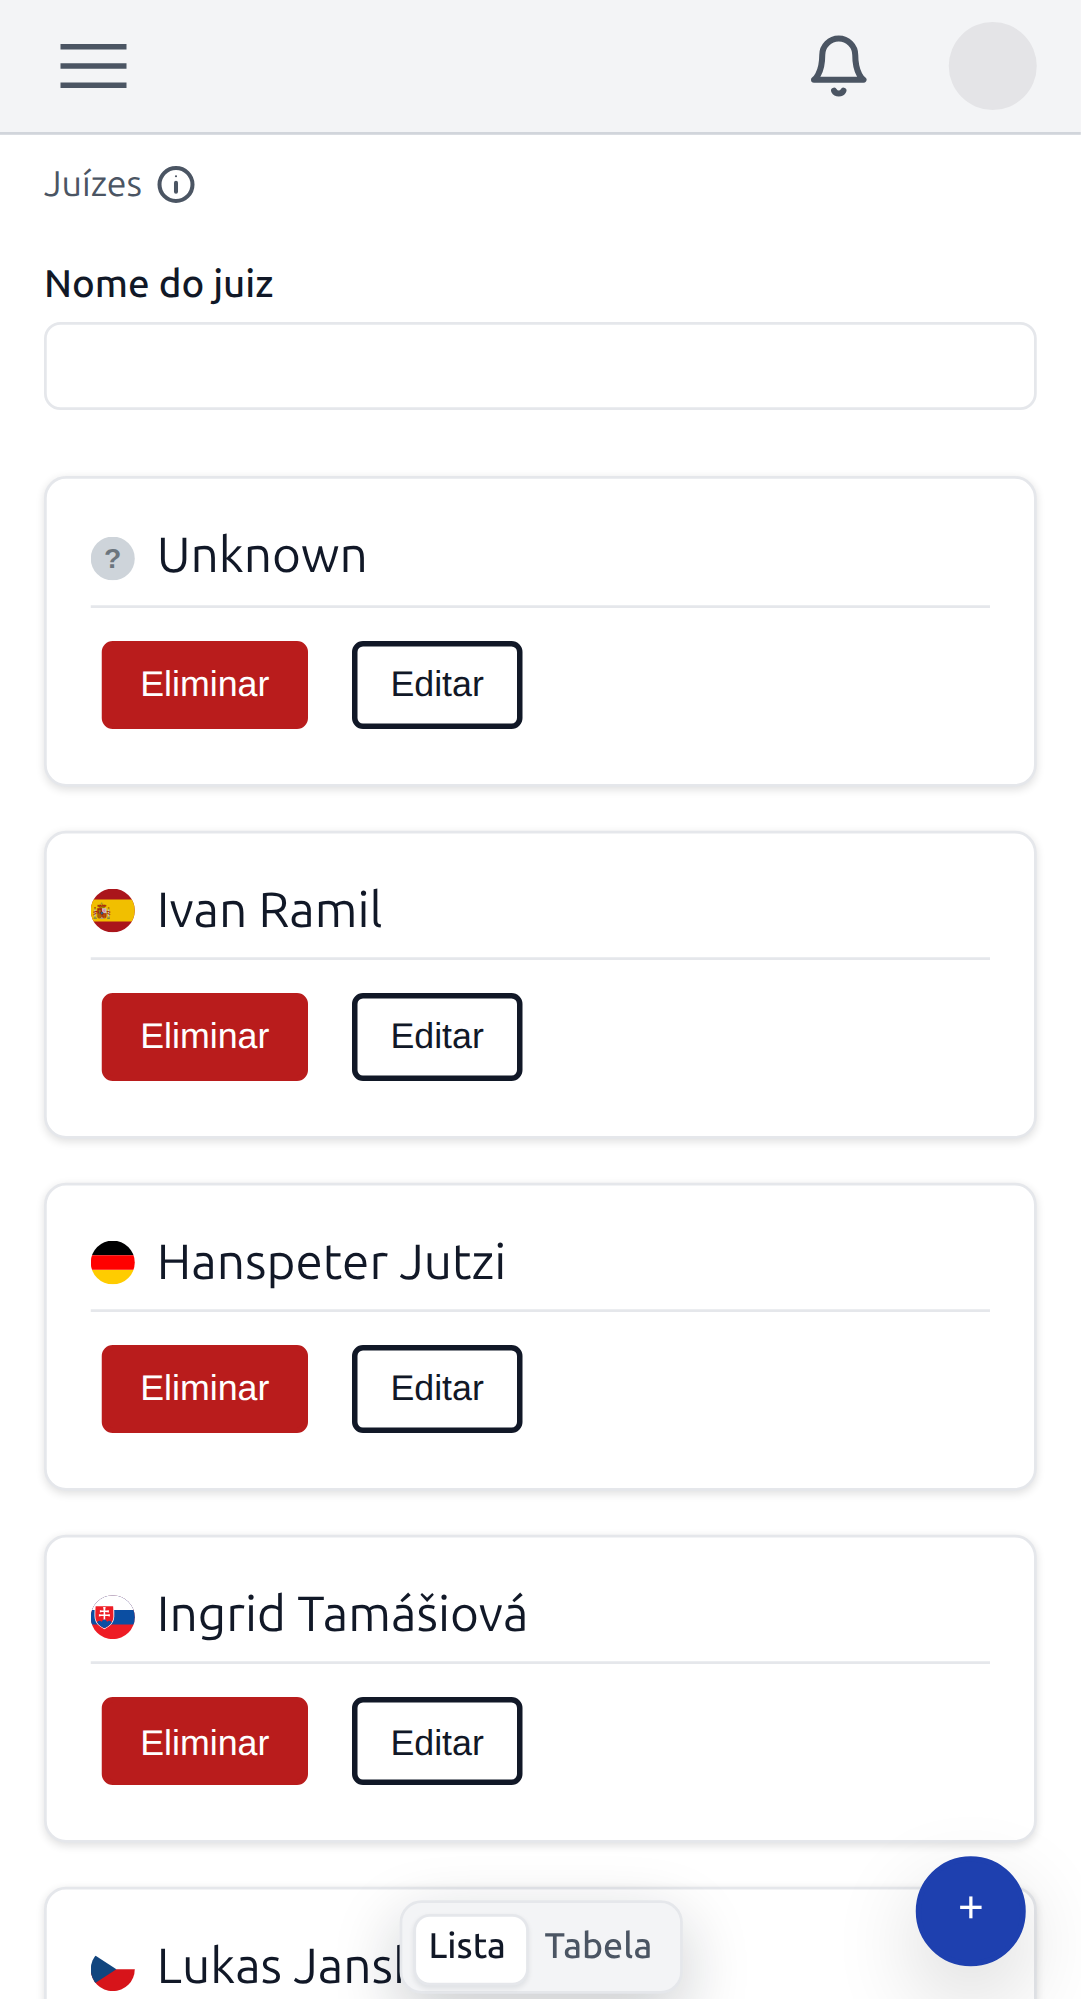 Juízes
Nome do juiz
? Unknown
Eliminar Editar
Ivan Ramil
Eliminar Editar
Hanspeter Jutzi
Eliminar Editar
Ingrid Tamášiová
Eliminar Editar
Lukas
Lista Tabela
+